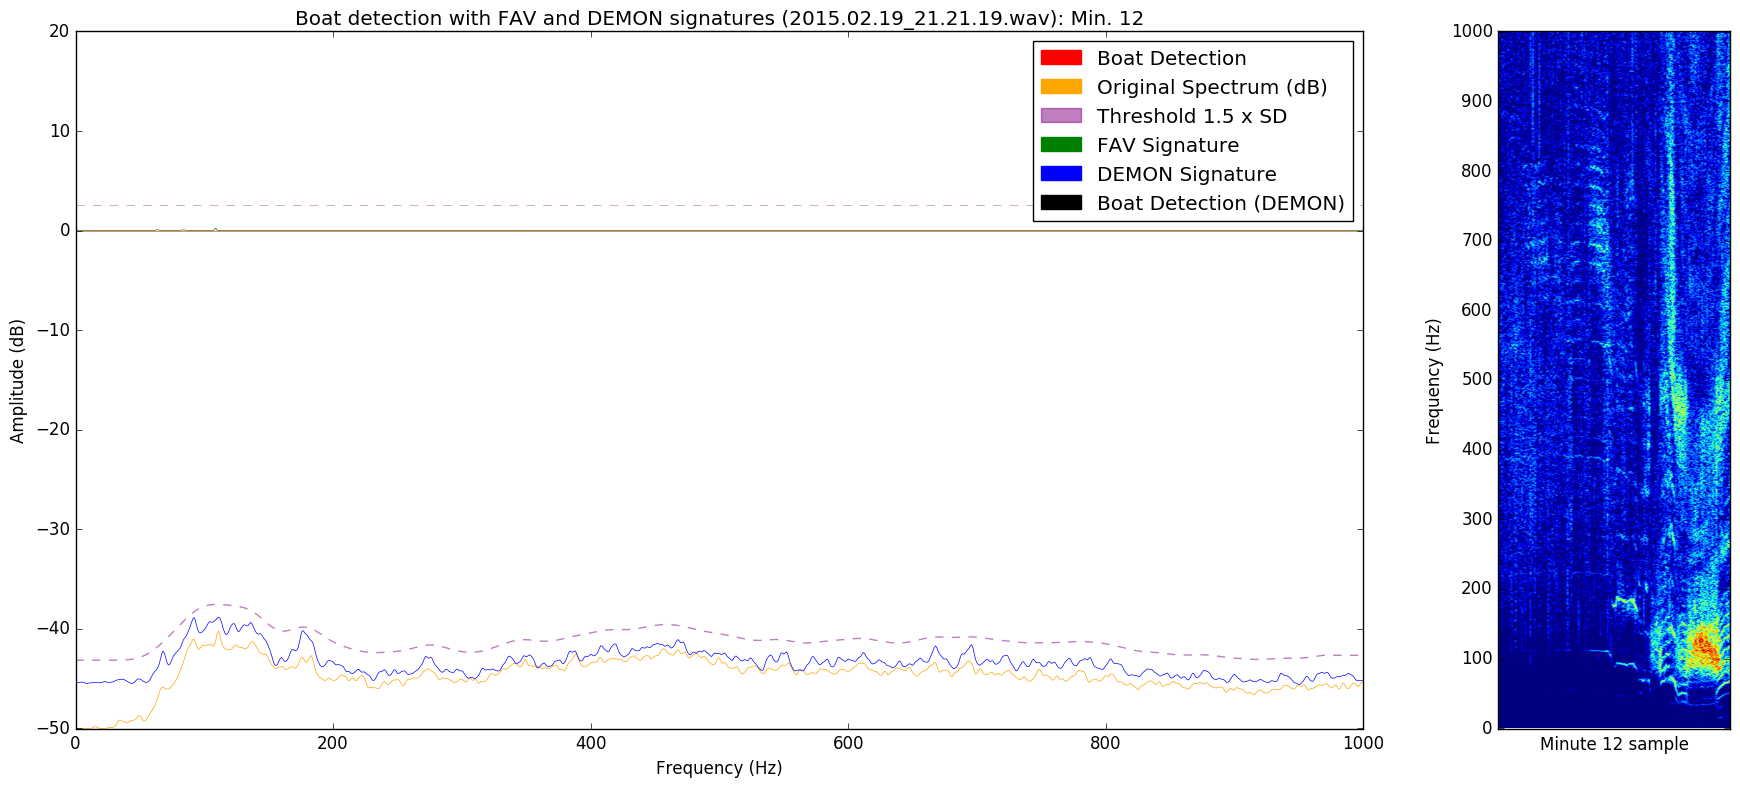 Boat detection with FAV and DEMON signatures (2015.02.19_21.21.19.wav): Min. 12
20
10
0
−10
−20
−30
−40
−50
Amplitude (dB)
Boat Detection
Original Spectrum (dB)
Threshold 1.5 x SD
FAV Signature
DEMON Signature
Boat Detection (DEMON)
0
200
400
600
800
1000
Frequency (Hz)
1000
900
800
700
600
500
400
300
200
100
0
Frequency (Hz)
Minute 12 sample